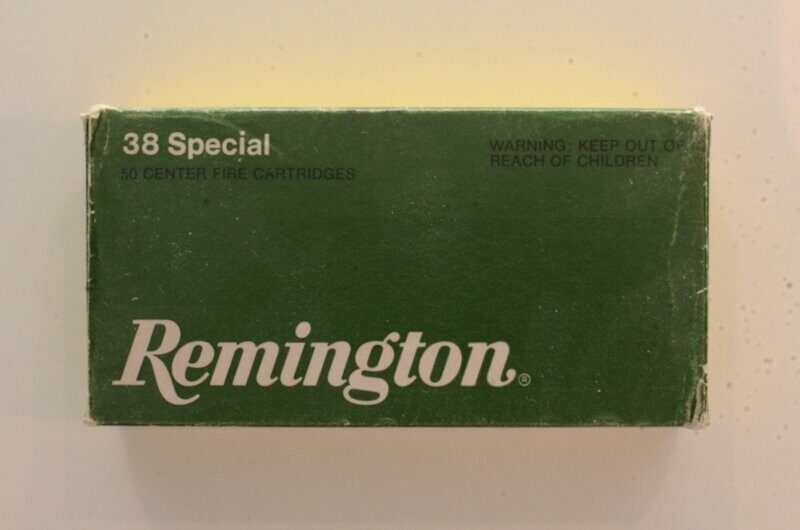 38 Special
50 CENTER FIRE CARTRIDGES
WARNING: KEEP OUT OF
REACH OF CHILDREN
Remington®